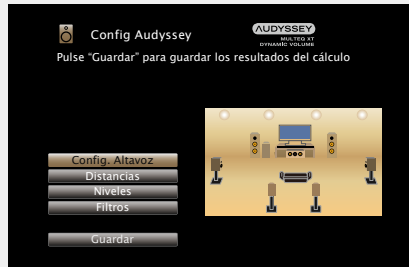 Config Audyssey
AUDYSSEY
MULTEQ XT
DYNAMIC VOLUME
Pulse “Guardar” para guardar los resultados del cálculo
Config. Altavoz
Distancias
Niveles
Filtros
Guardar